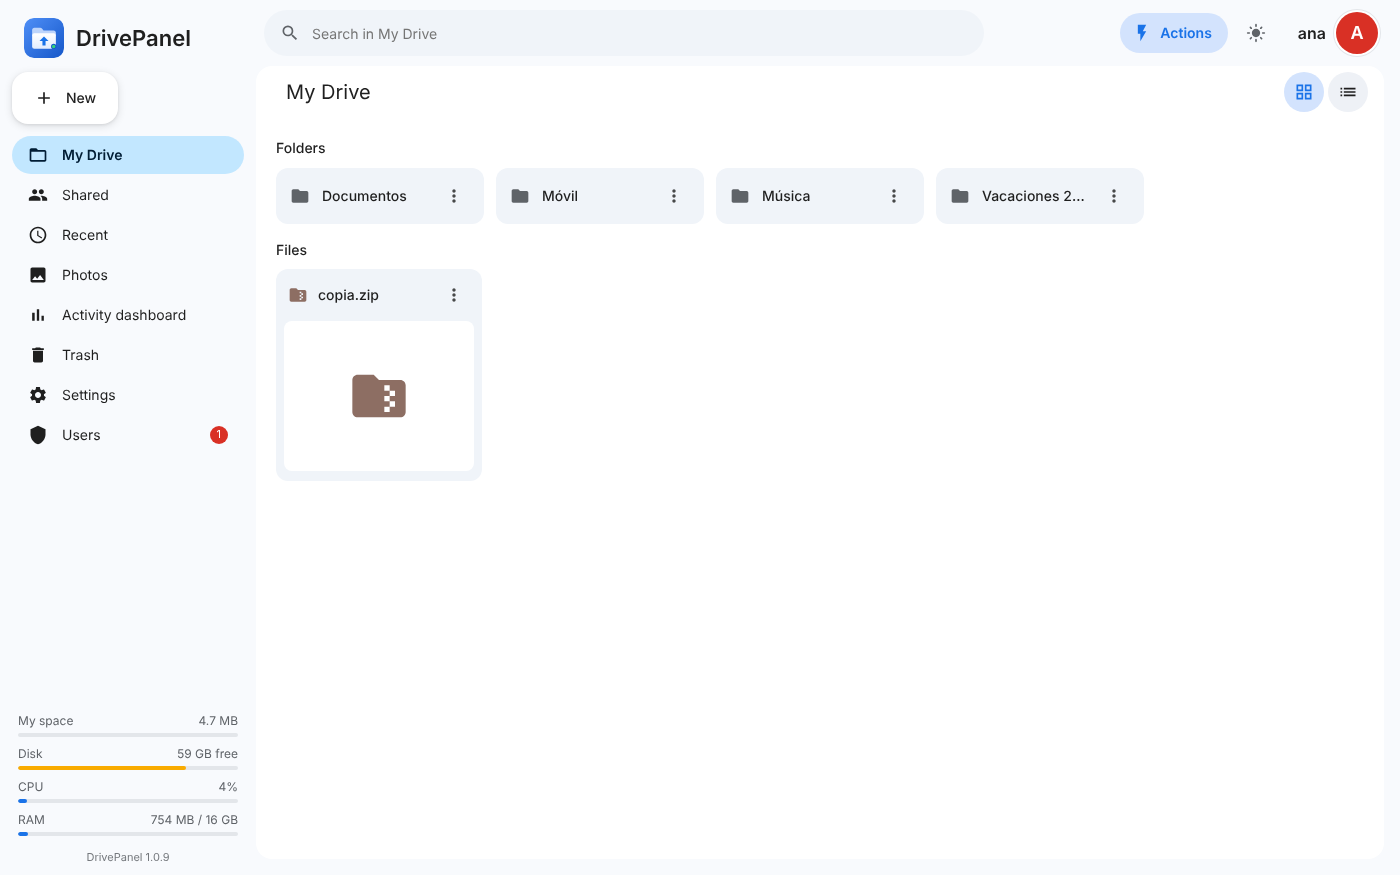 DrivePanel
Search in My Drive
Actions
ana
A
New
My Drive
My Drive
Shared
Recent
Photos
Activity dashboard
Trash
Settings
Users
1
Folders
Documentos
Móvil
Música
Vacaciones 2...
Files
copia.zip
My space 4.7 MB
Disk 59 GB free
CPU 4%
RAM 754 MB / 16 GB
DrivePanel 1.0.9